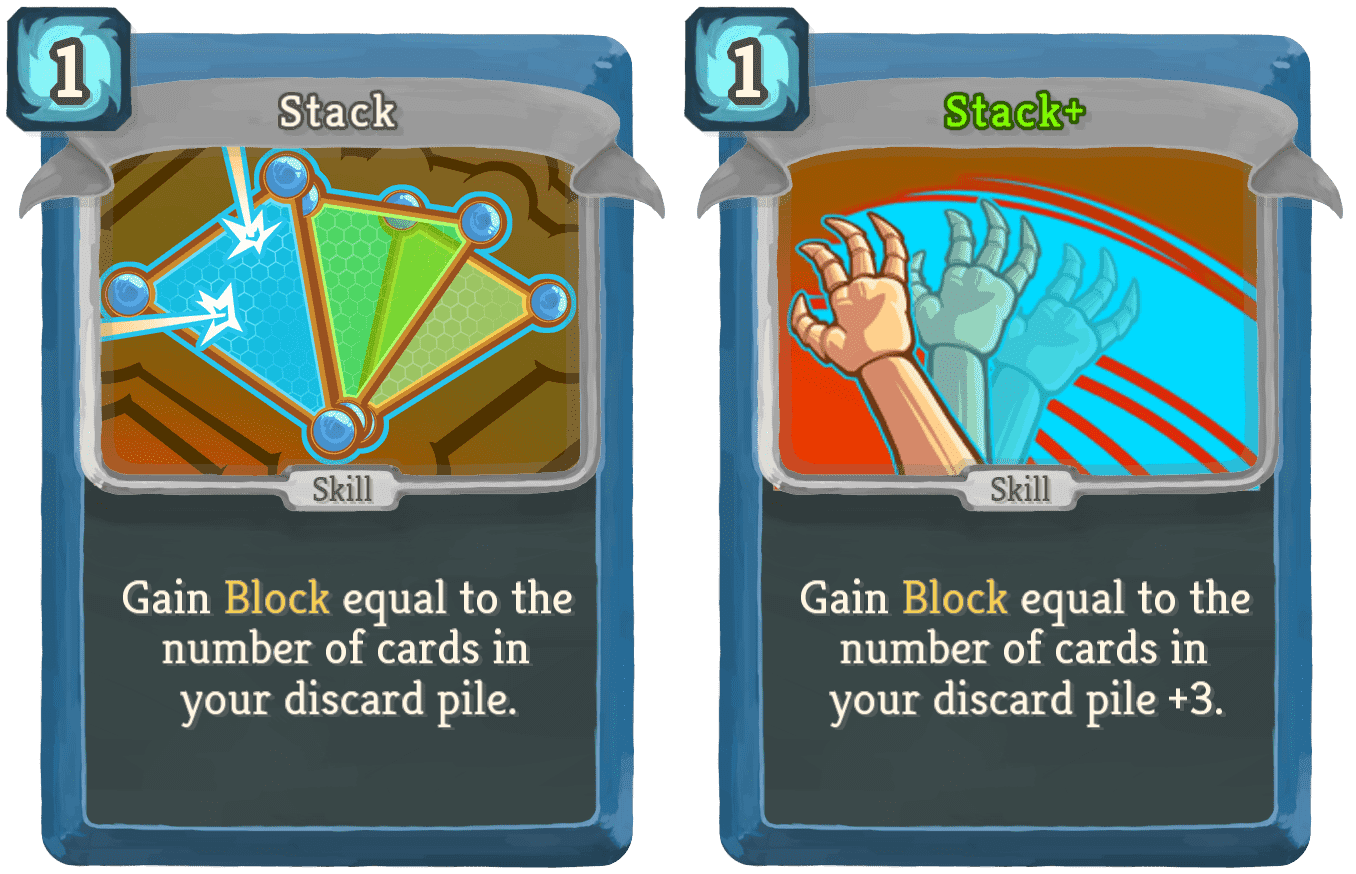 1
Stack
Skill
Gain Block equal to the
number of cards in
your discard pile.
1
Stack+
Skill
Gain Block equal to the
number of cards in
your discard pile +3.